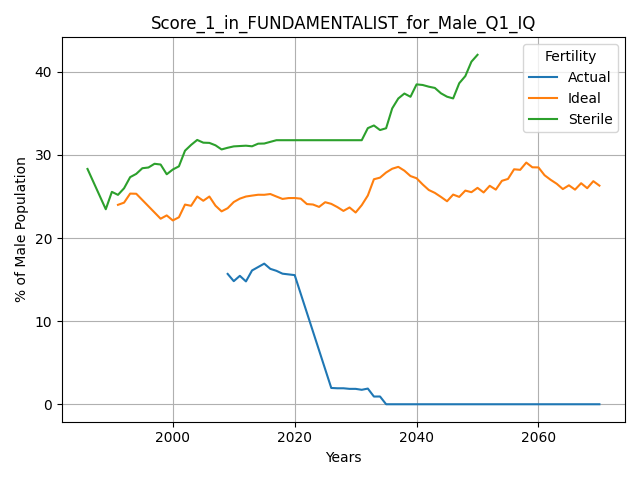 Score_1_in_FUNDAMENTALIST_for_Male_Q1_IQ
Fertility
Actual
Ideal
Sterile
% of Male Population
40
30
20
10
0
2000 2020 2040 2060
Years